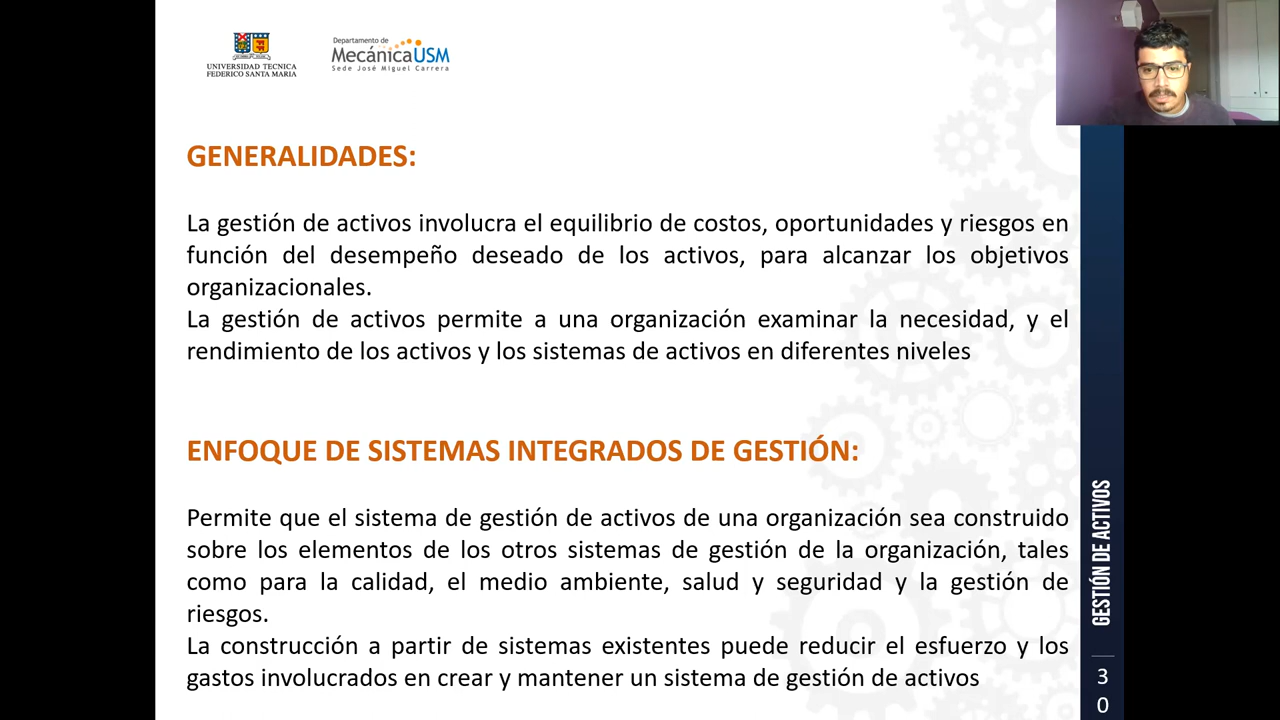 UNIVERSIDAD TECNICA
FEDERICO SANTA MARIA
Departamento de
MecánicaUSM
Sede José Miguel Carrera
GENERALIDADES:
La gestión de activos involucra el equilibrio de costos, oportunidades y riesgos en
función del desempeño deseado de los activos, para alcanzar los objetivos
organizacionales.
La gestión de activos permite a una organización examinar la necesidad, y el
rendimiento de los activos y los sistemas de activos en diferentes niveles
ENFOQUE DE SISTEMAS INTEGRADOS DE GESTIÓN:
Permite que el sistema de gestión de activos de una organización sea construido
sobre los elementos de los otros sistemas de gestión de la organización, tales
como para la calidad, el medio ambiente, salud y seguridad y la gestión de
riesgos.
La construcción a partir de sistemas existentes puede reducir el esfuerzo y los
gastos involucrados en crear y mantener un sistema de gestión de activos
GESTIÓN DE ACTIVOS
3
0